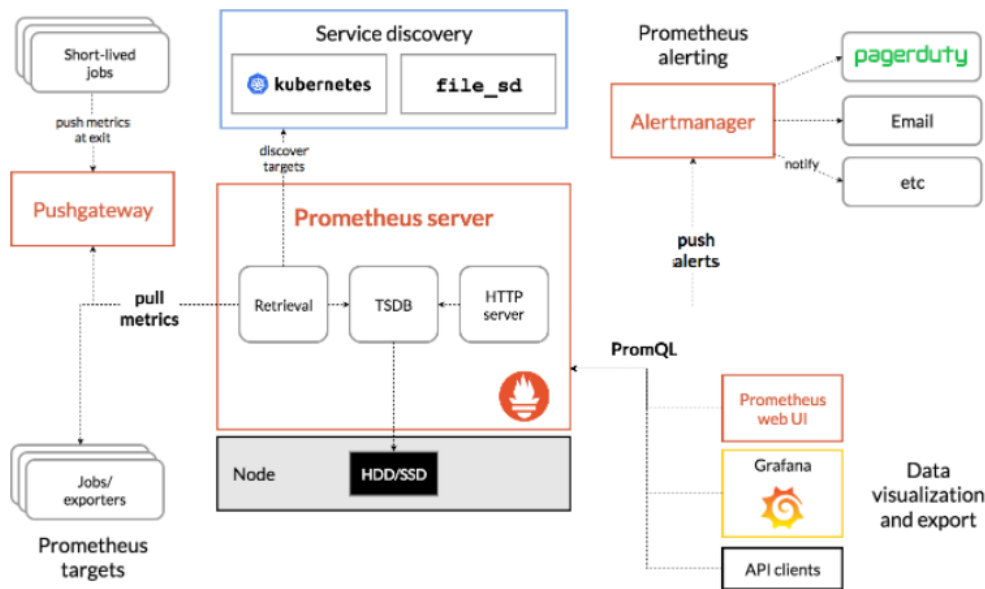 Short-lived
jobs
push metrics
at exit
Pushgateway
Service discovery
kubernetes
file_sd
discover
targets
Prometheus
alerting
Alertmanager
pagerduty
Email
notify
etc
push
alerts
Prometheus server
Retrieval
TSDB
HTTP
server
pull
metrics
PromQL
Node
HDD/SSD
Jobs/
exporters
Prometheus
targets
Prometheus
web UI
Grafana
API clients
Data
visualization
and export